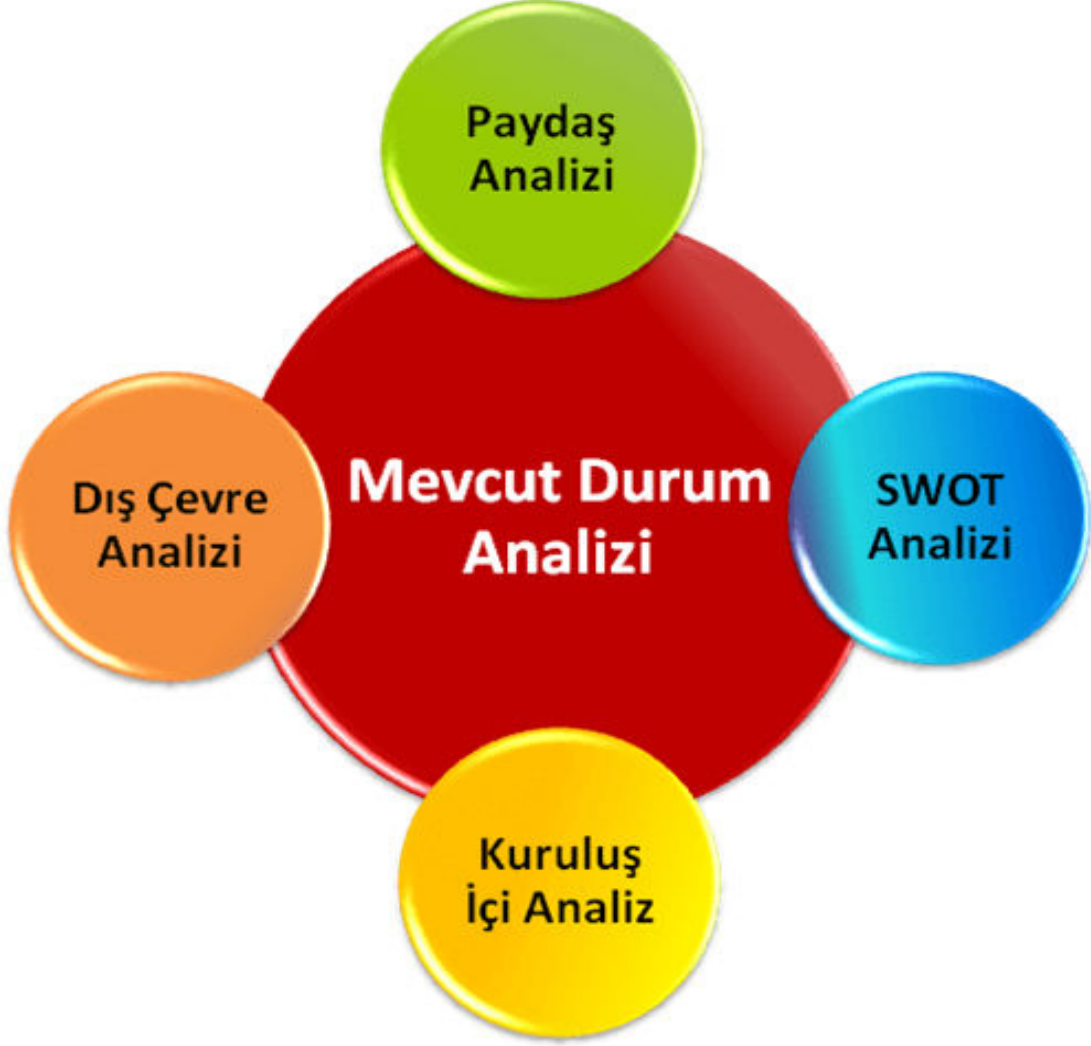 Paydaş
Analizi
Dış Çevre
Analizi
Mevcut Durum
Analizi
SWOT
Analizi
Kuruluş
İçi Analiz